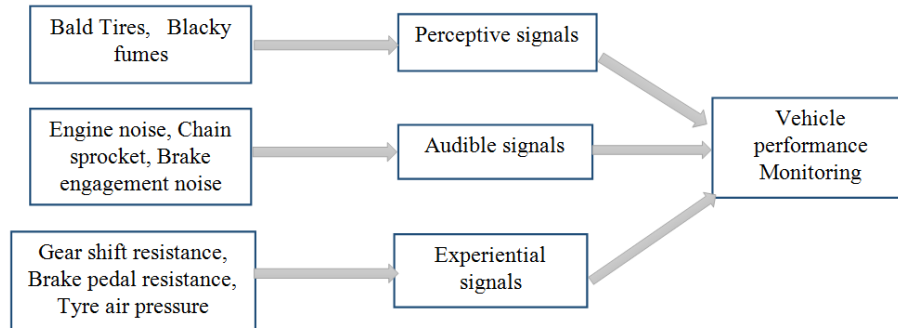 Bald Tires, Blacky
fumes
Perceptive signals
Engine noise, Chain
sprocket, Brake
engagement noise
Audible signals
Vehicle
performance
Monitoring
Gear shift resistance,
Brake pedal resistance,
Tyre air pressure
Experiential
signals